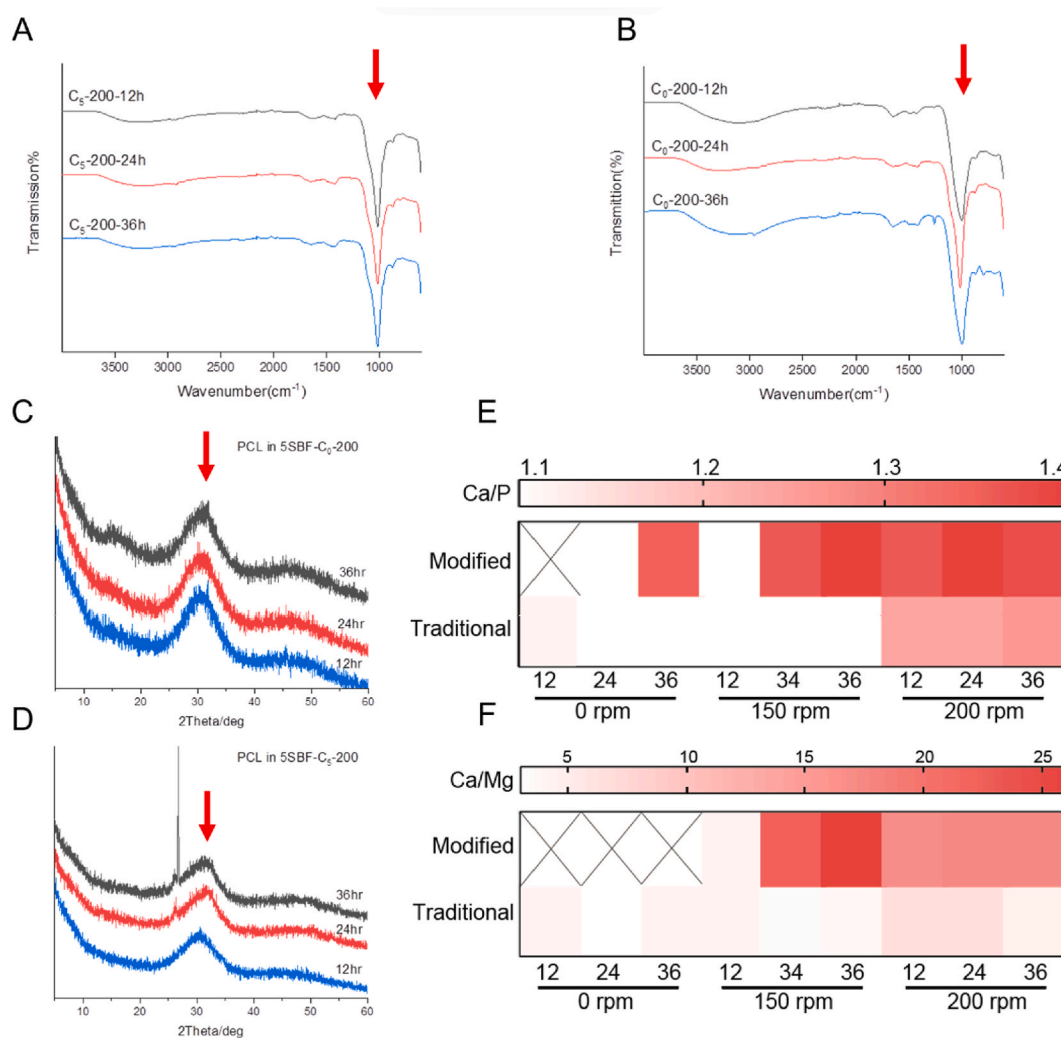 A
C5-200-12h
C5-200-24h
C5-200-36h
Transmission%
3500 3000 2500 2000 1500 1000
Wavenumber(cm-1)
B
C0-200-12h
C0-200-24h
C0-200-36h
Transmittion(%)
3500 3000 2500 2000 1500 1000
Wavenumber(cm-1)
C
PCL in 5SBF-C0-200
36hr
24hr
12hr
10 20 30 40 50 60
2Theta/deg
D
PCL in 5SBF-C5-200
36hr
24hr
12hr
10 20 30 40 50 60
2Theta/deg
E
1.1 1.2 1.3 1.4
Ca/P
Modified
Traditional
12 24 36 12 34 36 12 24 36
0 rpm 150 rpm 200 rpm
F
5 10 15 20 25
Ca/Mg
Modified
Traditional
12 24 36 12 34 36 12 24 36
0 rpm 150 rpm 200 rpm